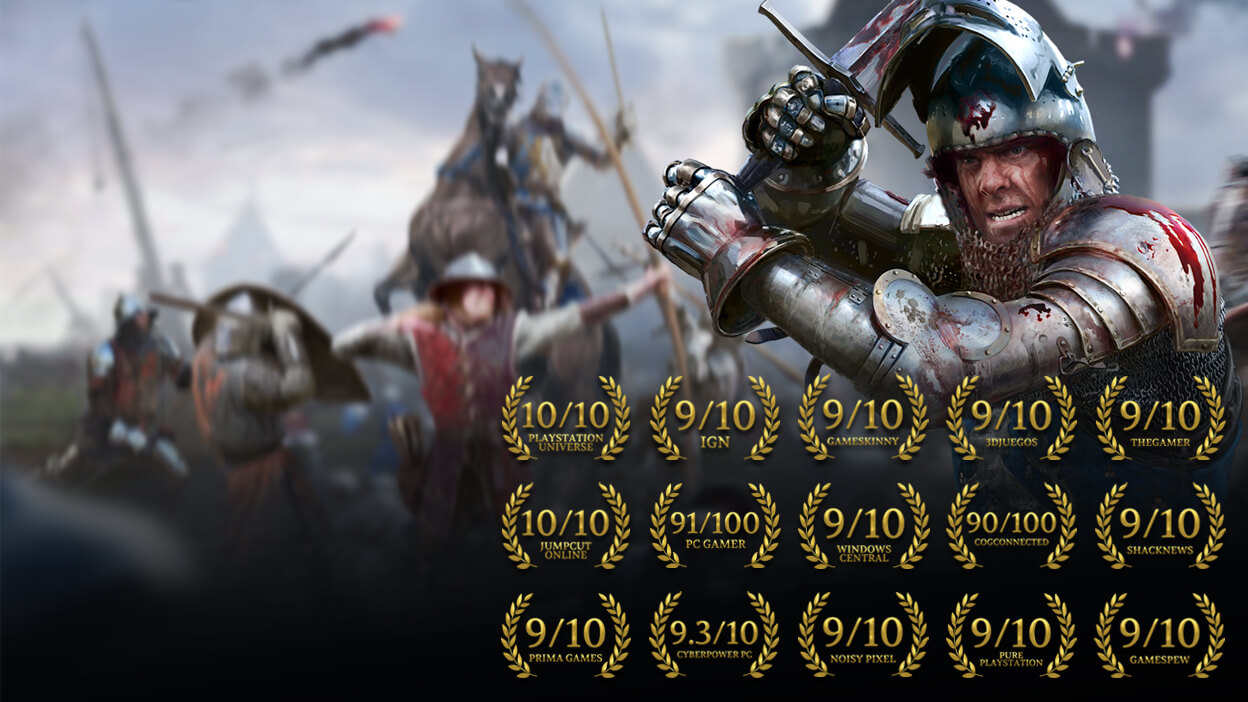 10/10
PLAYSTATION
UNIVERSE
9/10
IGN
9/10
GAMESKINNY
9/10
3DJUEGOS
9/10
THEGAMER
10/10
JUMPCUT
ONLINE
91/100
PC GAMER
9/10
WINDOWS
CENTRAL
90/100
COGCONNECTED
9/10
SHACKNEWS
9/10
PRIMA GAMES
9.3/10
CYBERPOWER PC
9/10
NOISY PIXEL
9/10
PURE
PLAYSTATION
9/10
GAMESPEW